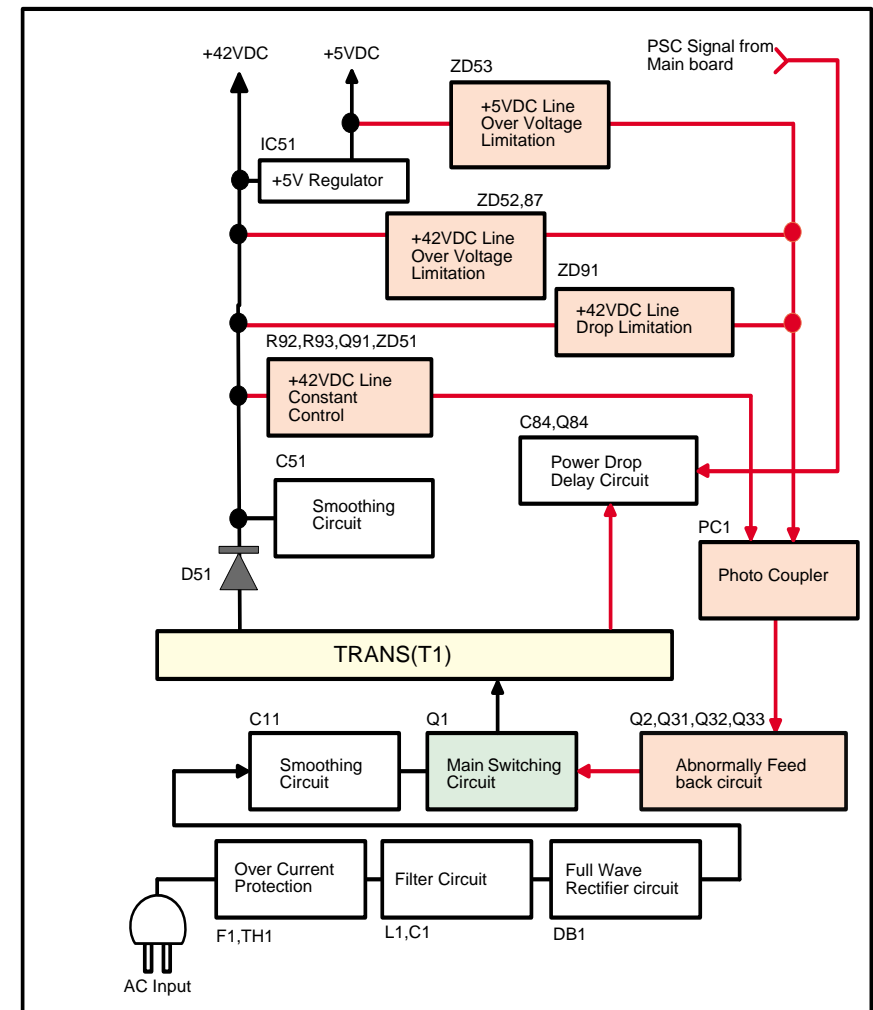 +42VDC
+5VDC
PSC Signal from
Main board
ZD53
+5VDC Line
Over Voltage
Limitation
IC51
+5V Regulator
ZD52,87
+42VDC Line
Over Voltage
Limitation
ZD91
+42VDC Line
Drop Limitation
R92,R93,Q91,ZD51
+42VDC Line
Constant
Control
C84,Q84
Power Drop
Delay Circuit
C51
Smoothing
Circuit
PC1
Photo Coupler
D51
TRANS(T1)
C11
Smoothing
Circuit
Q1
Main Switching
Circuit
Q2,Q31,Q32,Q33
Abnormally Feed
back circuit
Over Current
Protection
F1,TH1
Filter Circuit
L1,C1
Full Wave
Rectifier circuit
DB1
AC Input